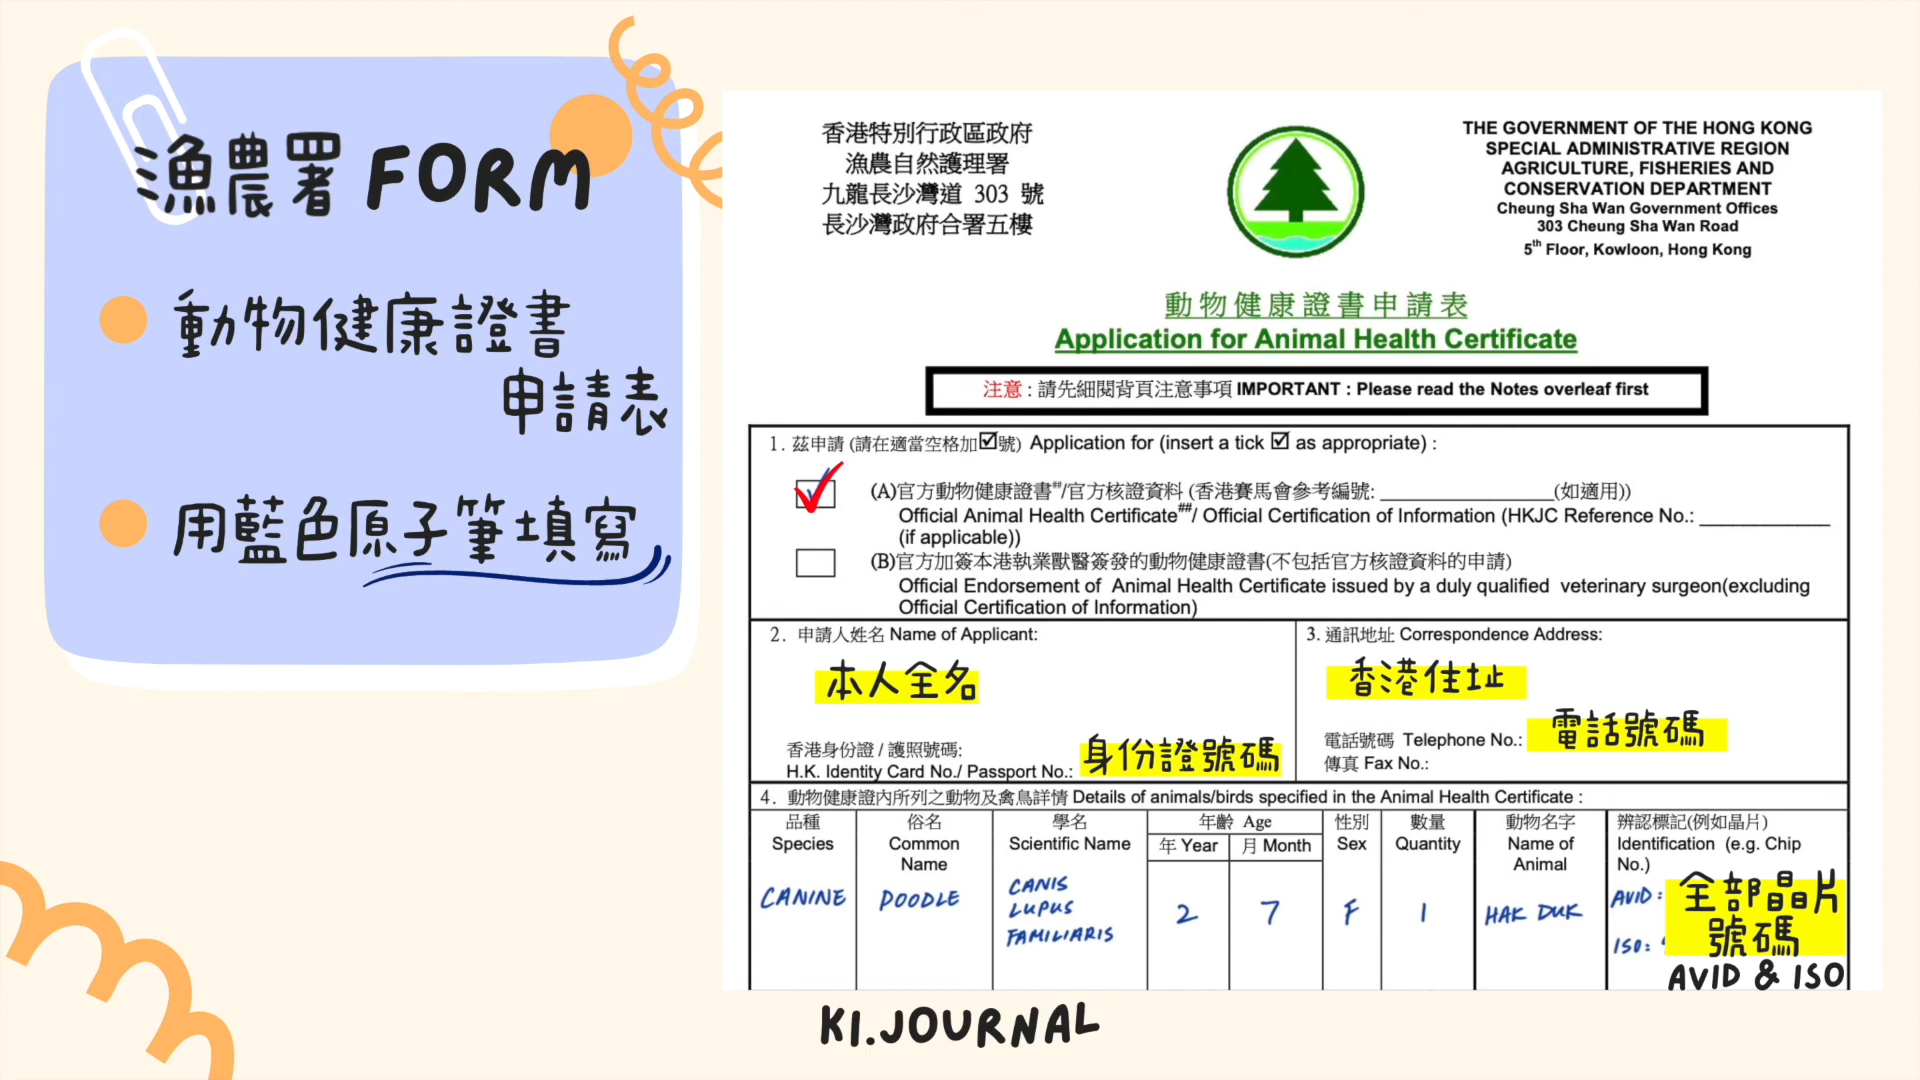 漁農署 FORM
動物健康證書
申請表
用藍色原子筆填寫
香港特別行政區政府
漁農自然護理署
九龍長沙灣道 303 號
長沙灣政府合署五樓
THE GOVERNMENT OF THE HONG KONG
SPECIAL ADMINISTRATIVE REGION
AGRICULTURE, FISHERIES AND
CONSERVATION DEPARTMENT
Cheung Sha Wan Government Offices
303 Cheung Sha Wan Road
5th Floor, Kowloon, Hong Kong
動物健康證書申請表
Application for Animal Health Certificate
注意 : 請先細閱背頁注意事項 IMPORTANT : Please read the Notes overleaf first
1. 茲申請 (請在適當空格加☑號) Application for (insert a tick ☑ as appropriate) :
(A)官方動物健康證書##/官方核證資料 (香港賽馬會參考編號: ________________(如適用))
Official Animal Health Certificate##/ Official Certification of Information (HKJC Reference No.: ____________
(if applicable))
(B)官方加簽本港執業獸醫簽發的動物健康證書(不包括官方核證資料的申請)
Official Endorsement of Animal Health Certificate issued by a duly qualified veterinary surgeon(excluding
Official Certification of Information)
2. 申請人姓名 Name of Applicant:
本人全名
香港身份證 / 護照號碼:
H.K. Identity Card No./ Passport No.: 身份證號碼
3. 通訊地址 Correspondence Address:
香港住址
電話號碼 Telephone No.: 電話號碼
傳真 Fax No.:
4. 動物健康證內所列之動物及禽鳥詳情 Details of animals/birds specified in the Animal Health Certificate :
品種
Species
俗名
Common
Name
學名
Scientific Name
年齡 Age
年 Year
月 Month
性別
Sex
數量
Quantity
動物名字
Name of
Animal
辨認標記(例如晶片)
Identification (e.g. Chip
No.)
CANINE
POODLE
CANIS
LUPUS
FAMILIARIS
2
7
F
1
HAK DUK
AVID: 全部晶片
ISO: 號碼
AVID & ISO
KI.JOURNAL